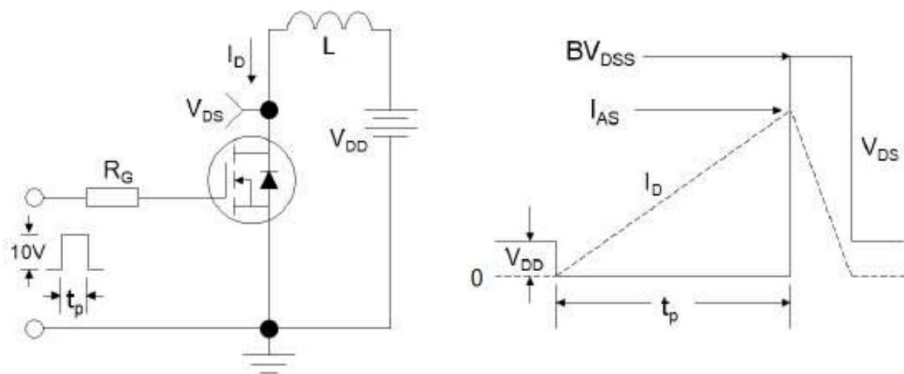 L
I_D
V_DS
V_DD
R_G
10V
t_p
BV_DSS
I_AS
V_DS
I_D
V_DD
0
t_p